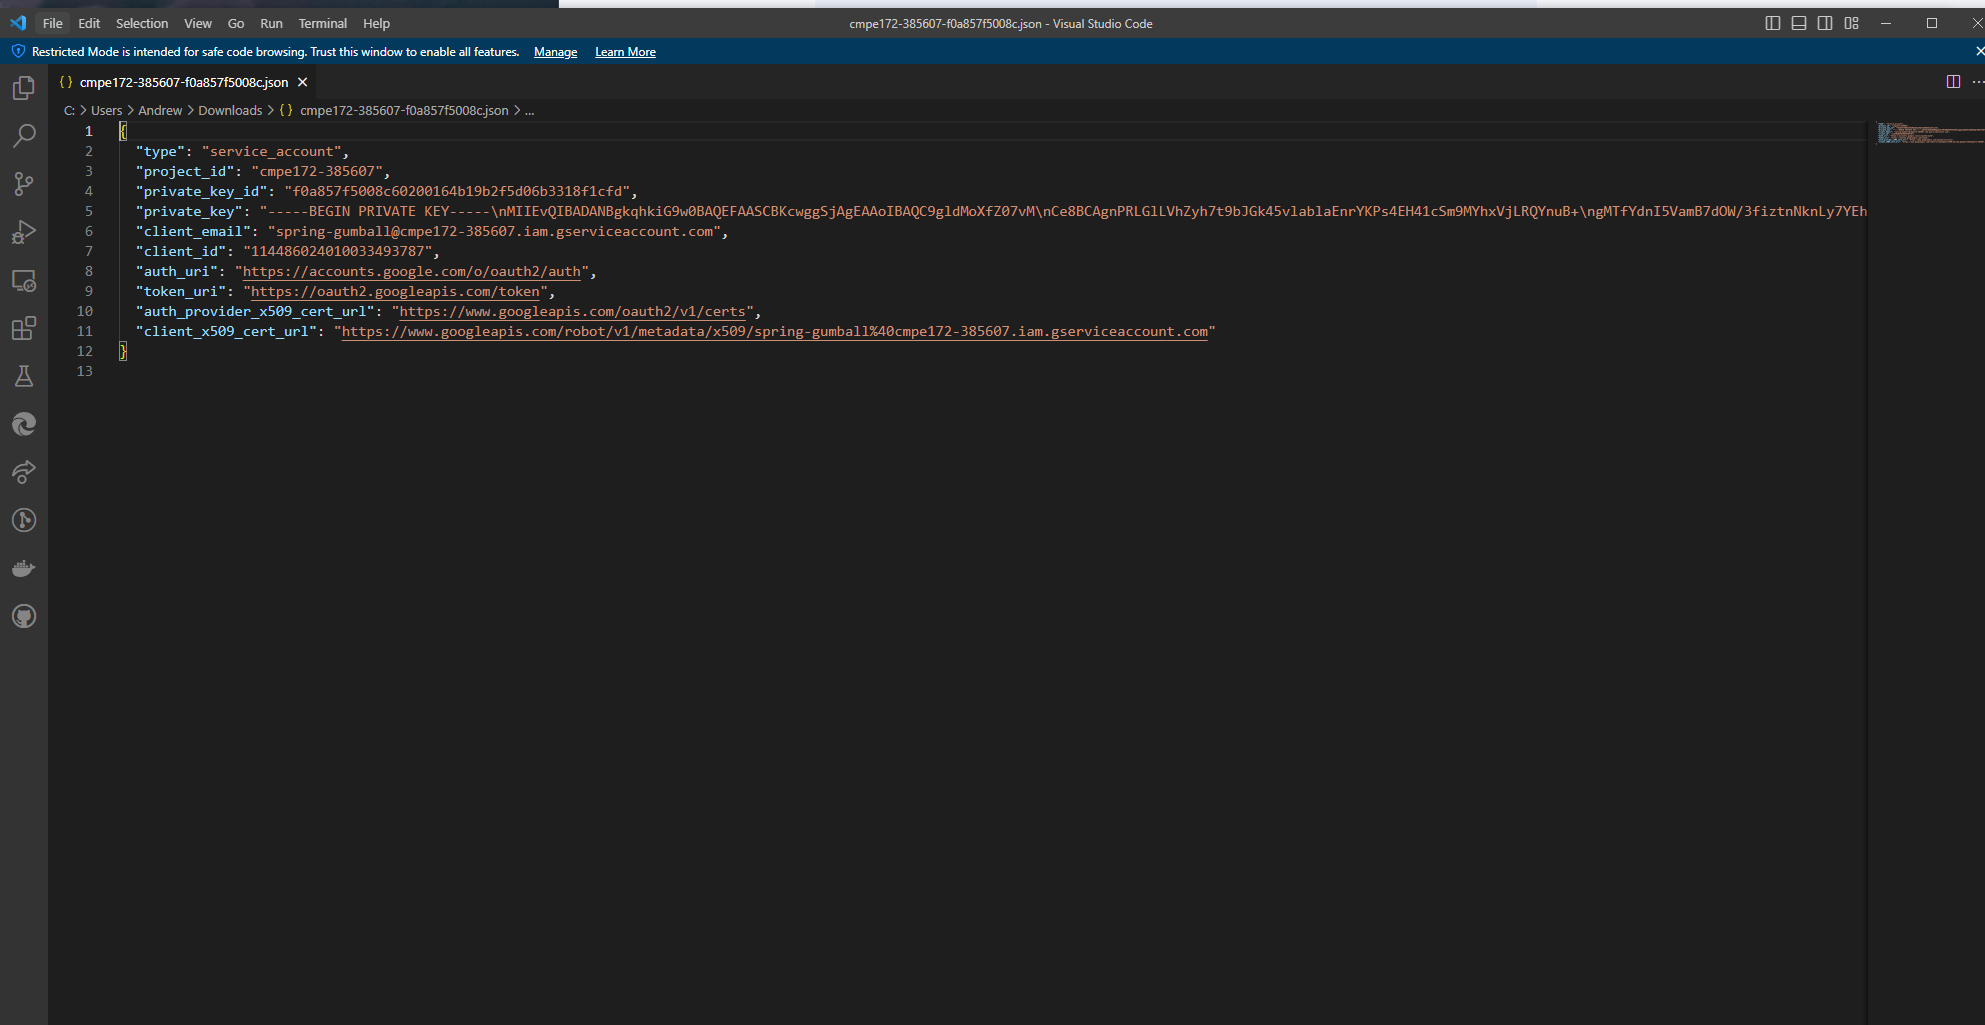 File Edit Selection View Go Run Terminal Help cmpe172-385607-f0a857f5008c.json - Visual Studio Code
Restricted Mode is intended for safe code browsing. Trust this window to enable all features. Manage Learn More
{} cmpe172-385607-f0a857f5008c.json
C: > Users > Andrew > Downloads > {} cmpe172-385607-f0a857f5008c.json > ...
1 {
2 "type": "service_account",
3 "project_id": "cmpe172-385607",
4 "private_key_id": "f0a857f5008c60200164b19b2f5d06b3318f1cfd",
5 "private_key": "-----BEGIN PRIVATE KEY-----\nMIIEvQIBADANBgkqhkiG9w0BAQEFAASCBKcwggSjAgEAAoIBAQC9gldMoXfZ07vM\nCe8BCAgnPRLGlLVhZyh7t9bJGk45vlablaEnrYKPs4EH41cSm9MYhxVjLRQYnuB+\ngMTfYdnI5VamB7dOW/3fiztnNknLy7YEh
6 "client_email": "spring-gumball@cmpe172-385607.iam.gserviceaccount.com",
7 "client_id": "114486024010033493787",
8 "auth_uri": "https://accounts.google.com/o/oauth2/auth",
9 "token_uri": "https://oauth2.googleapis.com/token",
10 "auth_provider_x509_cert_url": "https://www.googleapis.com/oauth2/v1/certs",
11 "client_x509_cert_url": "https://www.googleapis.com/robot/v1/metadata/x509/spring-gumball%40cmpe172-385607.iam.gserviceaccount.com"
12 }
13